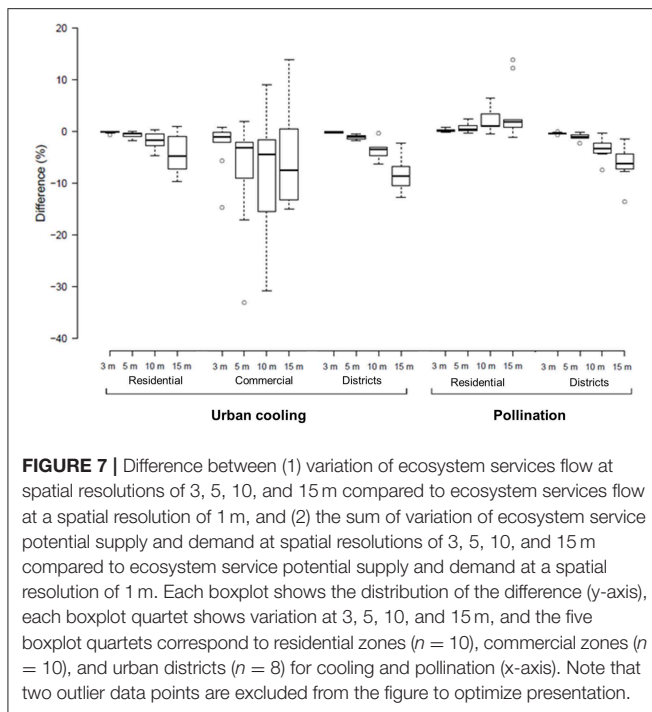 20
10
0
−10
−20
−30
−40
Difference (%)
3 m 5 m 10 m 15 m 3 m 5 m 10 m 15 m 3 m 5 m 10 m 15 m 3 m 5 m 10 m 15 m 3 m 5 m 10 m 15 m
Residential Commercial Districts Residential Districts
Urban cooling Pollination
FIGURE 7 | Difference between (1) variation of ecosystem services flow at
spatial resolutions of 3, 5, 10, and 15 m compared to ecosystem services flow
at a spatial resolution of 1 m, and (2) the sum of variation of ecosystem service
potential supply and demand at spatial resolutions of 3, 5, 10, and 15 m
compared to ecosystem service potential supply and demand at a spatial
resolution of 1 m. Each boxplot shows the distribution of the difference (y-axis),
each boxplot quartet shows variation at 3, 5, 10, and 15 m, and the five
boxplot quartets correspond to residential zones (n = 10), commercial zones (n
= 10), and urban districts (n = 8) for cooling and pollination (x-axis). Note that
two outlier data points are excluded from the figure to optimize presentation.